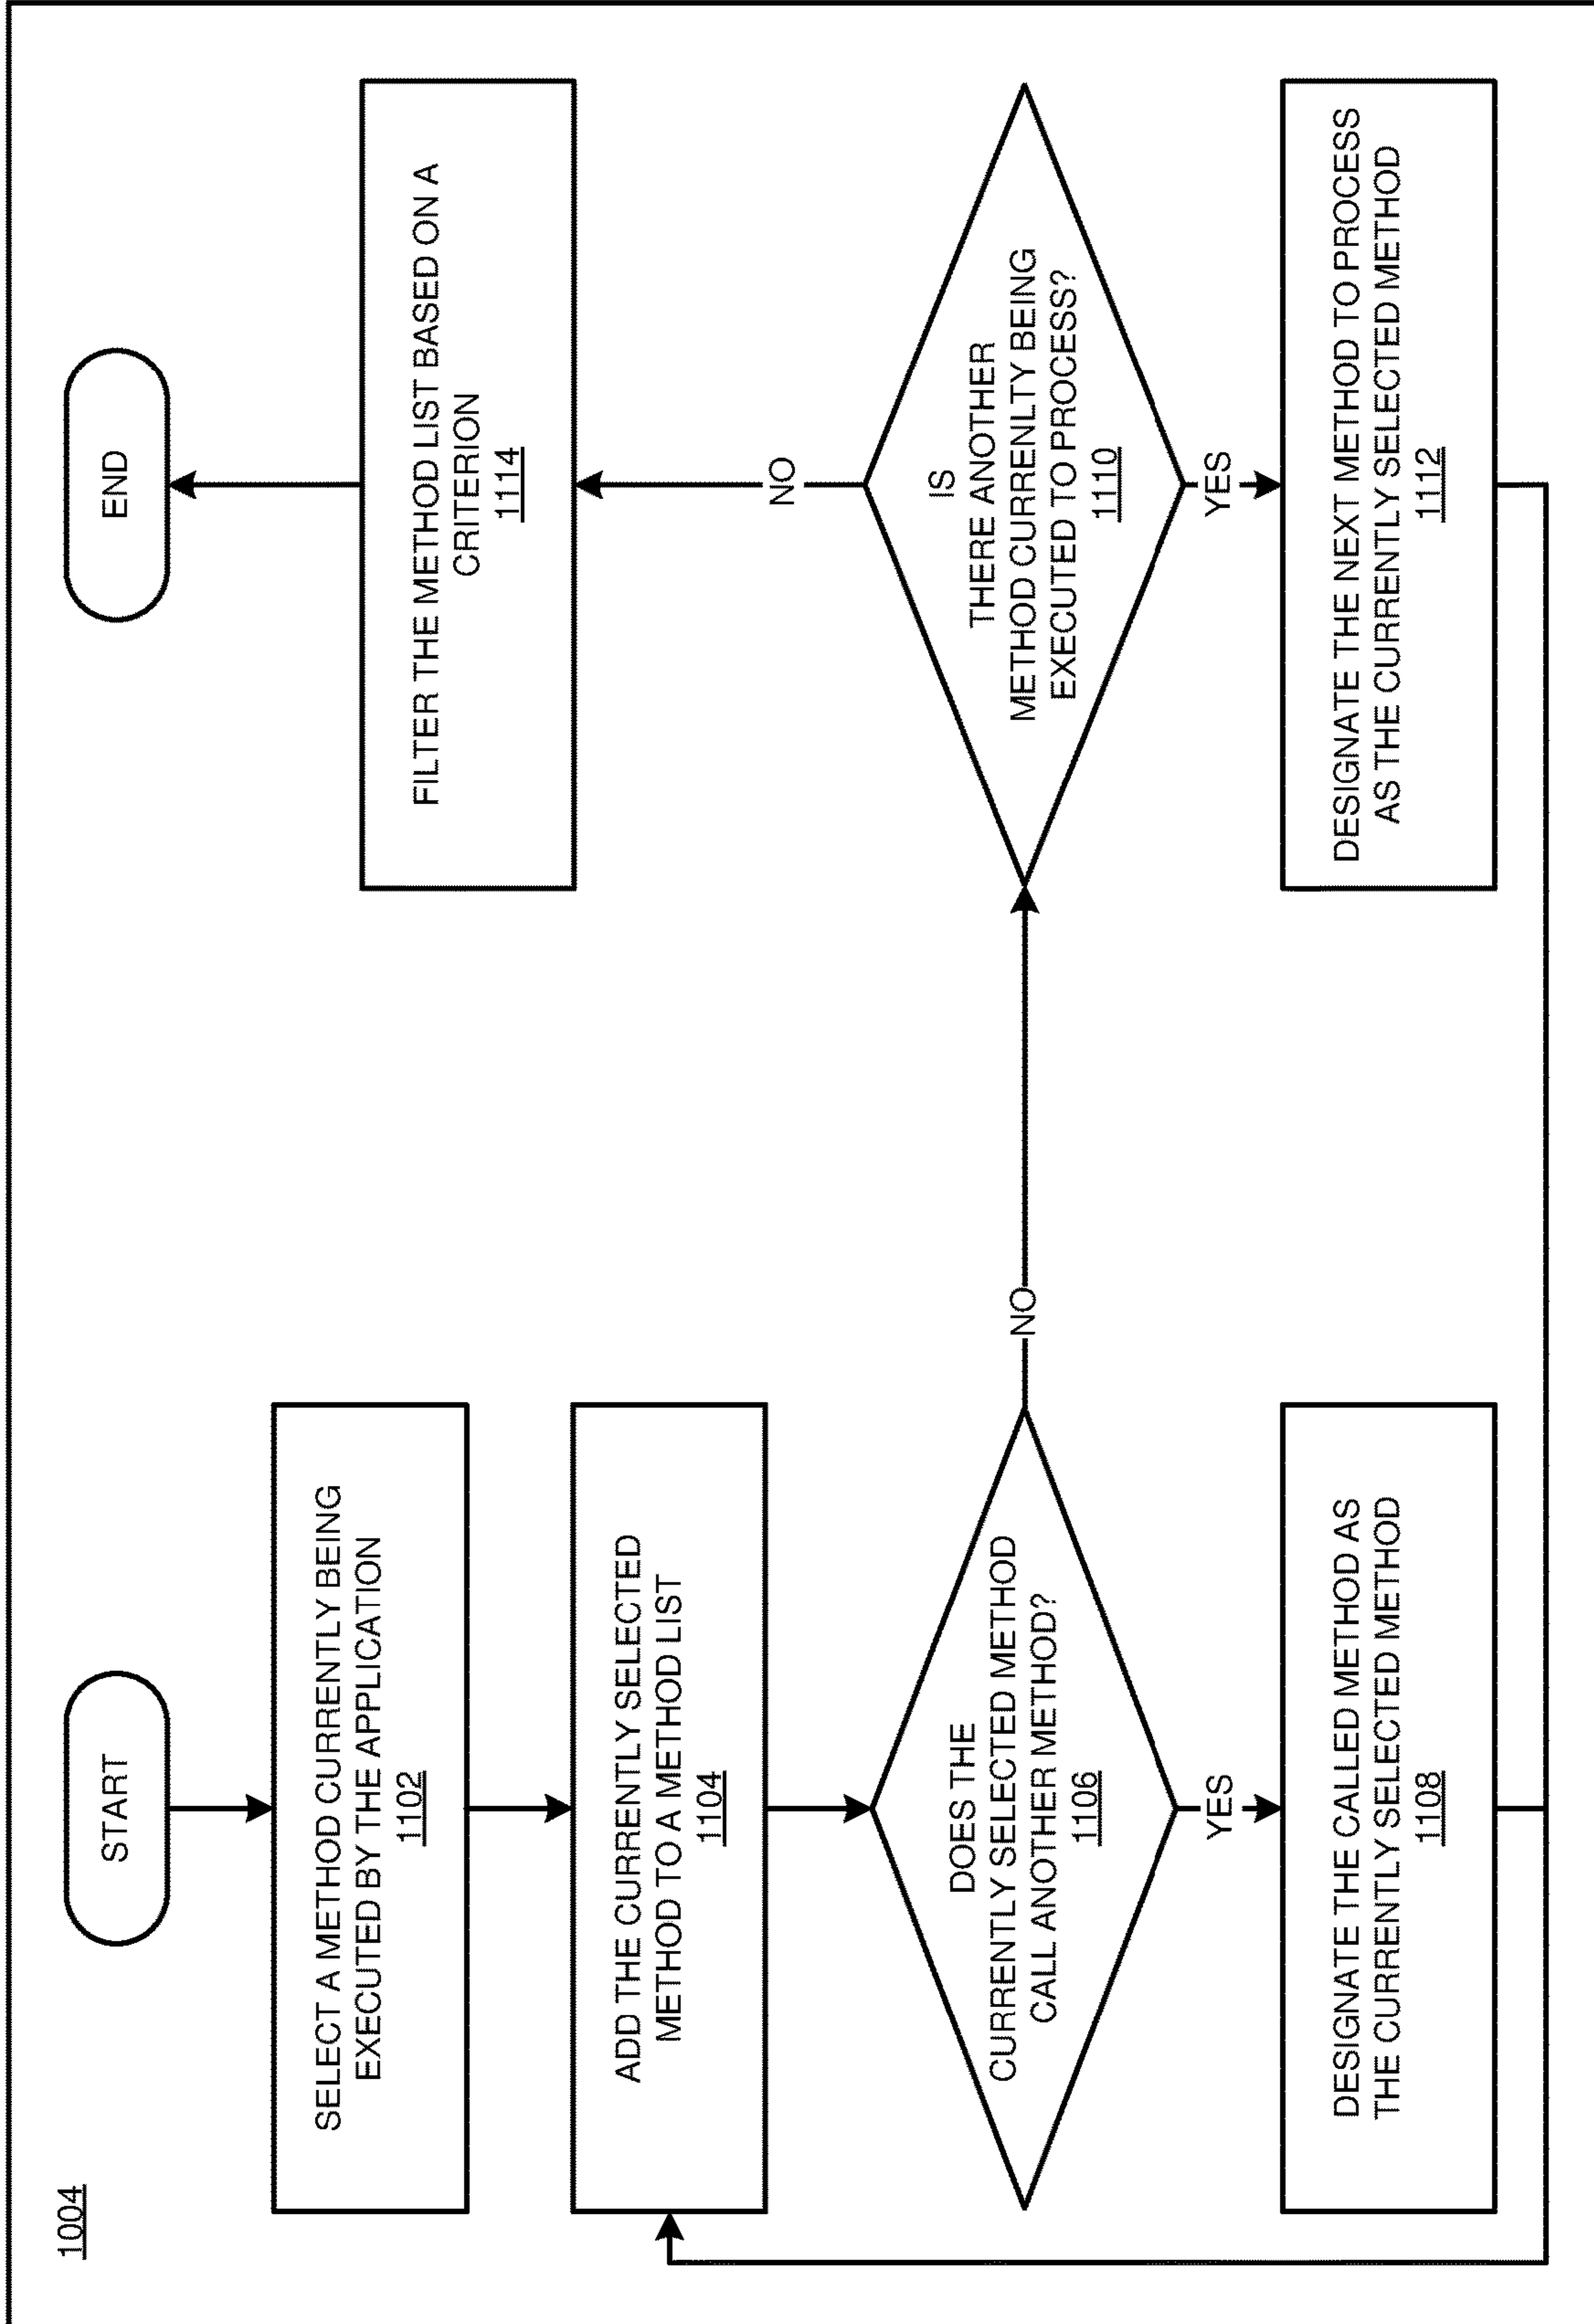 1004
START
SELECT A METHOD CURRENTLY BEING
EXECUTED BY THE APPLICATION
1102
ADD THE CURRENTLY SELECTED
METHOD TO A METHOD LIST
1104
DOES THE
CURRENTLY SELECTED METHOD
CALL ANOTHER METHOD?
1106
YES
DESIGNATE THE CALLED METHOD AS
THE CURRENTLY SELECTED METHOD
1108
NO
IS
THERE ANOTHER
METHOD CURRENLTY BEING
EXECUTED TO PROCESS?
1110
YES
DESIGNATE THE NEXT METHOD TO PROCESS
AS THE CURRENTLY SELECTED METHOD
1112
NO
FILTER THE METHOD LIST BASED ON A
CRITERION
1114
END